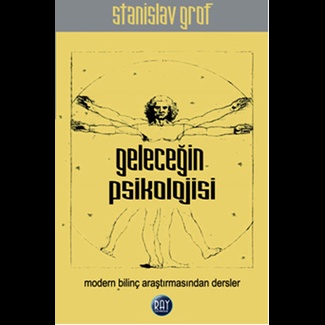 stanislav grof
geleceğin
psikolojisi
modern bilinç araştırmasından dersler
RAY